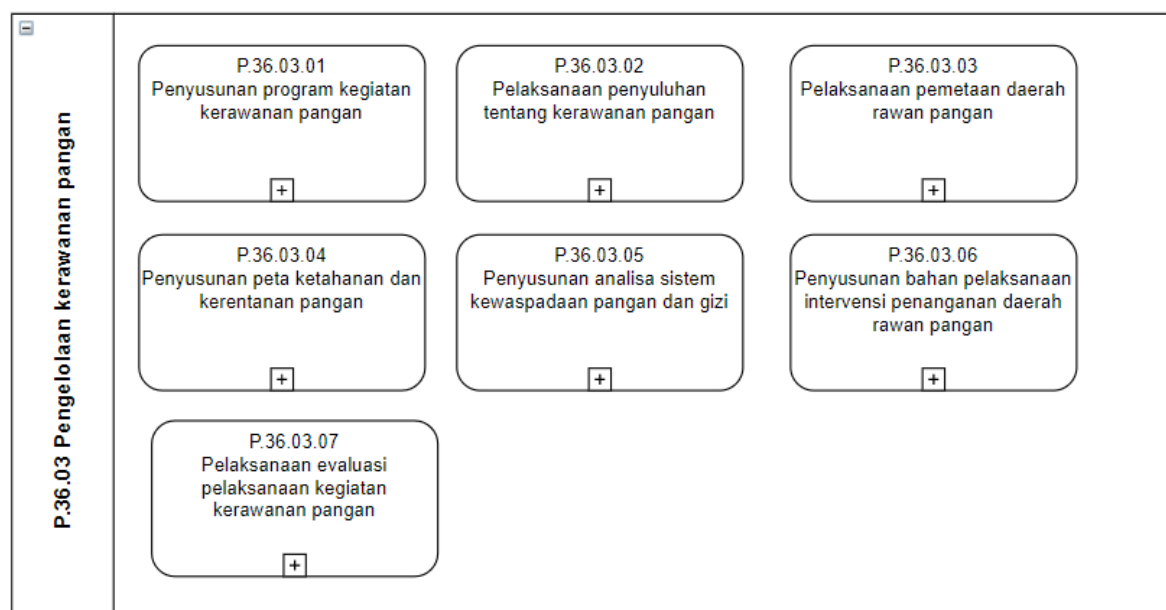 P.36.03 Pengelolaan kerawanan pangan
P.36.03.01
Penyusunan program kegiatan
kerawanan pangan
P.36.03.02
Pelaksanaan penyuluhan
tentang kerawanan pangan
P.36.03.03
Pelaksanaan pemetaan daerah
rawan pangan
P.36.03.04
Penyusunan peta ketahanan dan
kerentanan pangan
P.36.03.05
Penyusunan analisa sistem
kewaspadaan pangan dan gizi
P.36.03.06
Penyusunan bahan pelaksanaan
intervensi penanganan daerah
rawan pangan
P.36.03.07
Pelaksanaan evaluasi
pelaksanaan kegiatan
kerawanan pangan